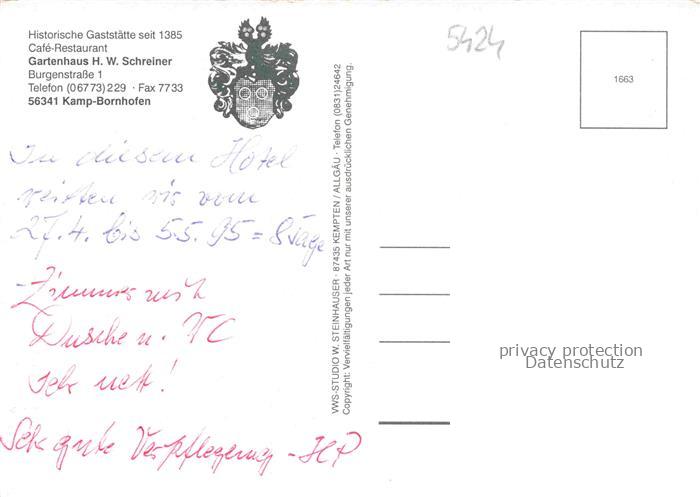 Historische Gaststätte seit 1385
Café-Restaurant
Gartenhaus H. W. Schreiner
Burgenstraße 1
Telefon (06773) 229 · Fax 7733
56341 Kamp-Bornhofen
5424
1663
In diesem Hotel
wir vom
27.4. bis 5.5.95 = 8 Tage
Zimmer mit
Dusche u. WC
sehr nett!
Sehr gute Verpflegung - HP
VWS-STUDIO W. STEINHAUSER · 87435 KEMPTEN / ALLGÄU · Telefon (0831) 24642
Copyright: Vervielfältigungen jeder Art nur mit unserer ausdrücklichen Genehmigung.
privacy protection
Datenschutz